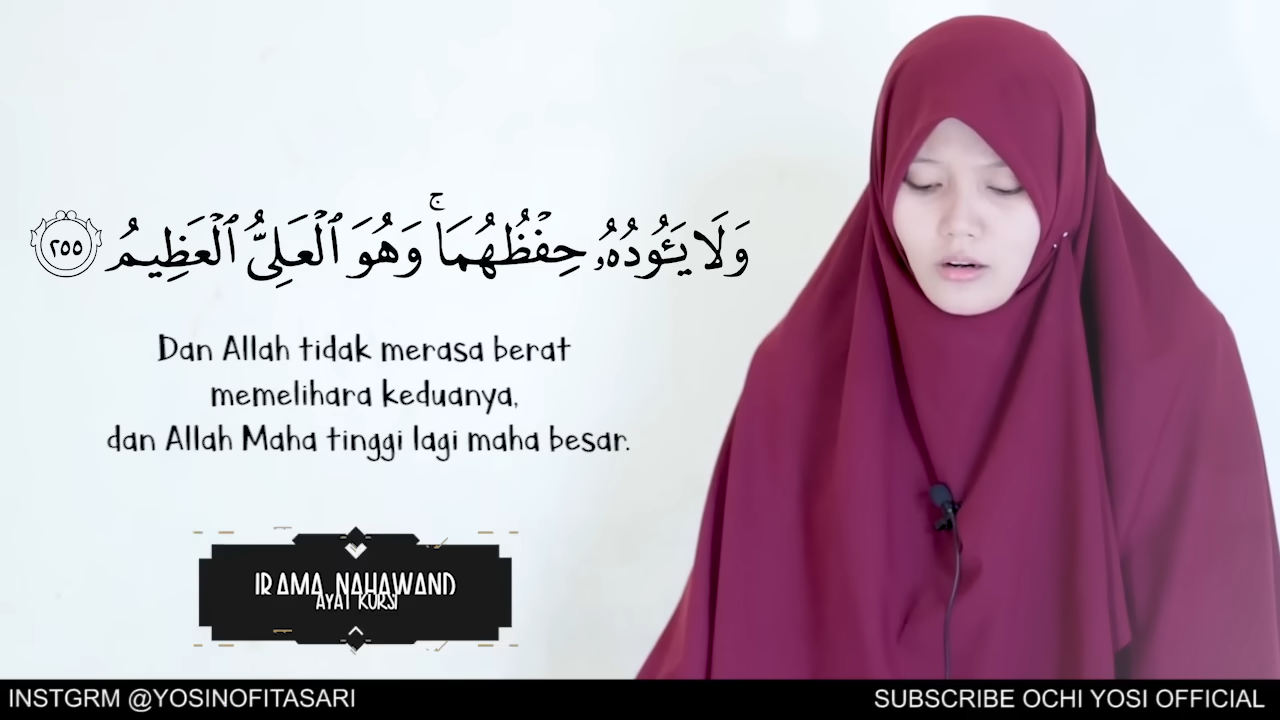 وَلَا يَـُٔودُهُۥ حِفْظُهُمَا ۚ وَهُوَ ٱلْعَلِىُّ ٱلْعَظِيمُ ٢٥٥
Dan Allah tidak merasa berat
memelihara keduanya,
dan Allah Maha tinggi lagi maha besar.
IRAMA NAHAWAND
AYAT KURSI
INSTGRM @YOSINOFITASARI
SUBSCRIBE OCHI YOSI OFFICIAL